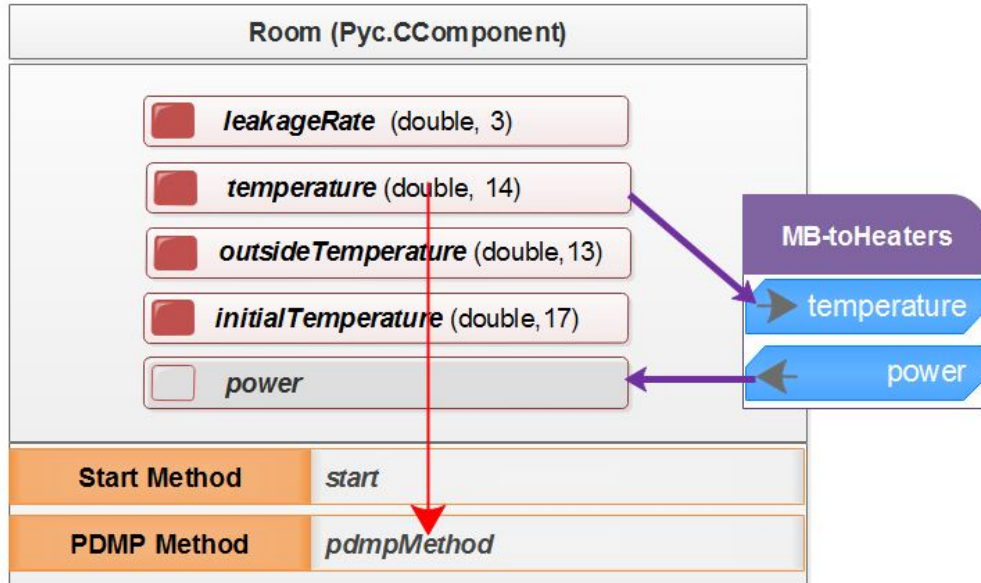 Room (Pyc.CComponent)
leakageRate (double, 3)
temperature (double, 14)
outsideTemperature (double,13)
initialTemperature (double,17)
power
MB-toHeaters
temperature
power
Start Method start
PDMP Method pdmpMethod